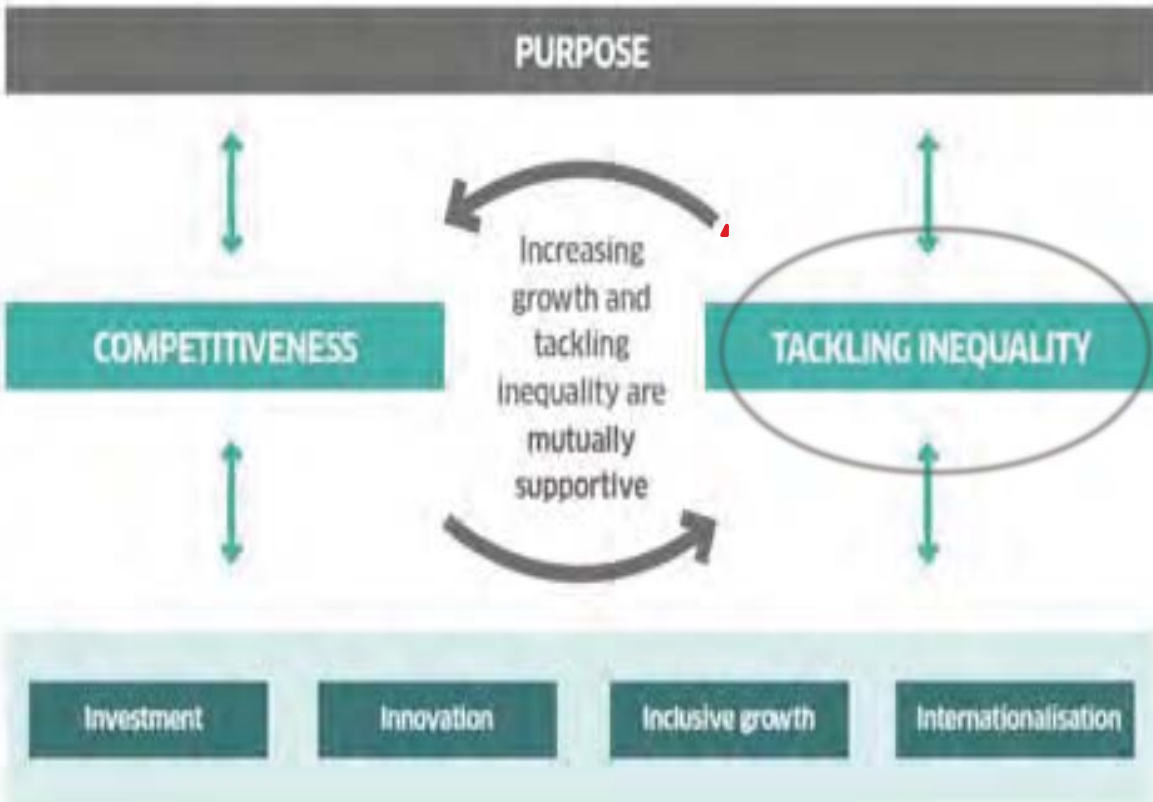 PURPOSE
Increasing
growth and
tackling
inequality are
mutually
supportive
COMPETITIVENESS
TACKLING INEQUALITY
Investment
Innovation
Inclusive growth
Internationalisation